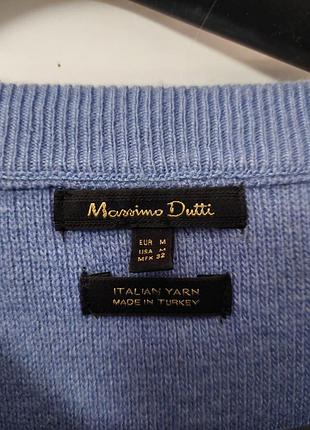 Massimo Dutti
EUR M
USA M
MEX 32
ITALIAN YARN
MADE IN TURKEY